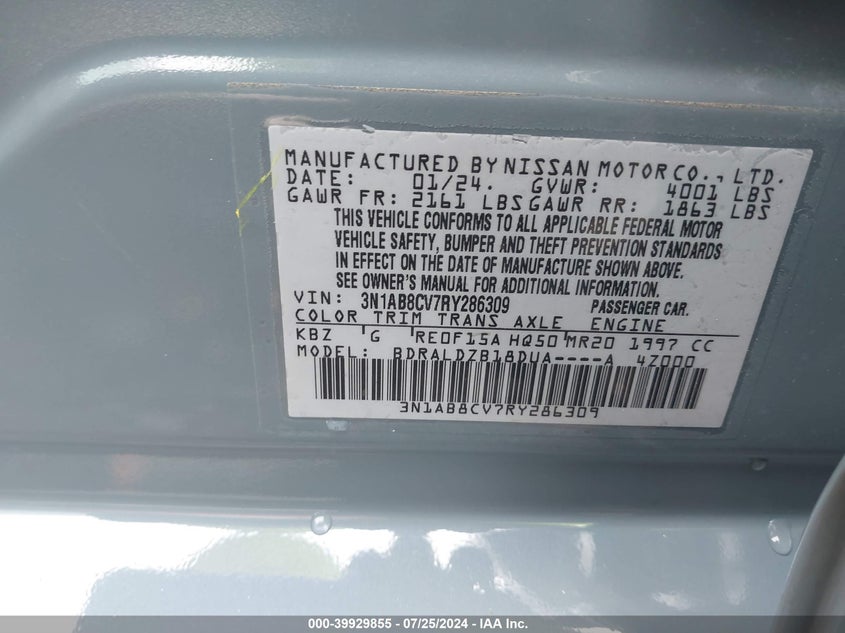 MANUFACTURED BY NISSAN MOTOR CO., LTD.
DATE: 01/24. GVWR: 4001 LBS
GAWR FR: 2161 LBS GAWR RR: 1863 LBS
THIS VEHICLE CONFORMS TO ALL APPLICABLE FEDERAL MOTOR
VEHICLE SAFETY, BUMPER AND THEFT PREVENTION STANDARDS
IN EFFECT ON THE DATE OF MANUFACTURE SHOWN ABOVE.
SEE OWNER'S MANUAL FOR ADDITIONAL INFORMATION.
VIN: 3N1AB8CV7RY286309 PASSENGER CAR.
COLOR TRIM TRANS AXLE ENGINE
KBZ G RE0F15A HQ50 MR20 1997 CC
MODEL: BDRALDZB18DUA----A 4Z000
3N1AB8CV7RY286309
000-39929855 - 07/25/2024 - IAA Inc.